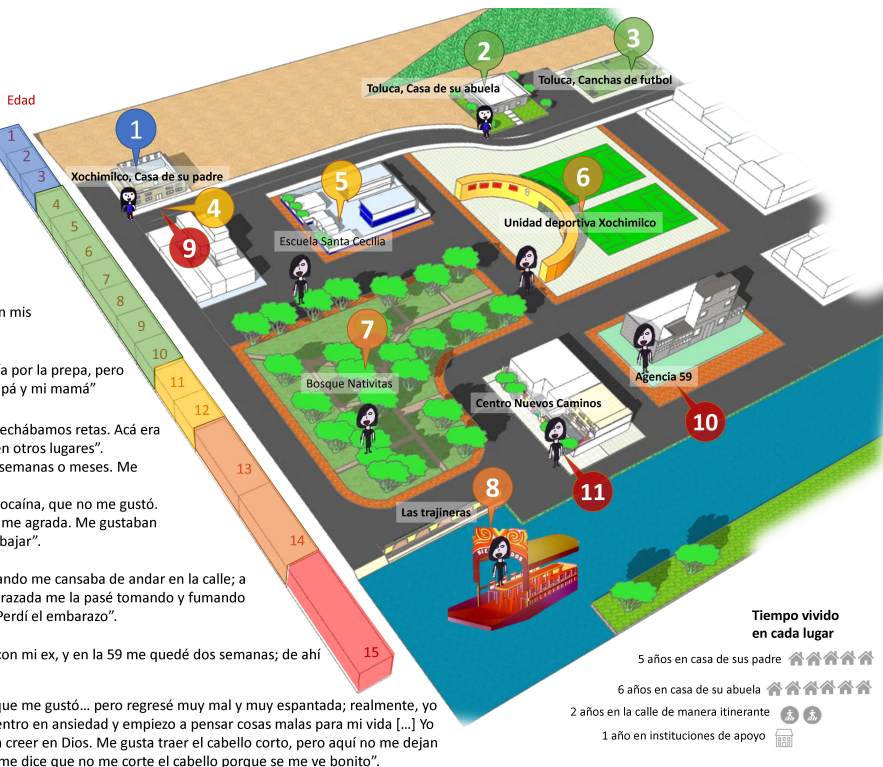 Edad
1
2
3
4
5
6
7
8
9
10
11
12
13
14
15
1
Xochimilco, Casa de su padre
2
Toluca, Casa de su abuela
3
Toluca, Canchas de futbol
4
9
5
Escuela Santa Cecilia
6
Unidad deportiva Xochimilco
7
Bosque Nativitas
Centro Nuevos Caminos
11
Agencia 59
10
8
Las trajineras
n mis
ía por la prepa, pero
pá y mi mamá”
echábamos retas. Acá era
en otros lugares”.
semanas o meses. Me
ocaína, que no me gustó.
me agrada. Me gustaban
bajar”.
ando me cansaba de andar en la calle; a
razada me la pasé tomando y fumando
Perdí el embarazo”.
con mi ex, y en la 59 me quedé dos semanas; de ahí
que me gustó… pero regresé muy mal y muy espantada; realmente, yo
entro en ansiedad y empiezo a pensar cosas malas para mi vida […] Yo
a creer en Dios. Me gusta traer el cabello corto, pero aquí no me dejan
me dice que no me corte el cabello porque se me ve bonito”.
Tiempo vivido
en cada lugar
5 años en casa de sus padre
6 años en casa de su abuela
2 años en la calle de manera itinerante
1 año en instituciones de apoyo